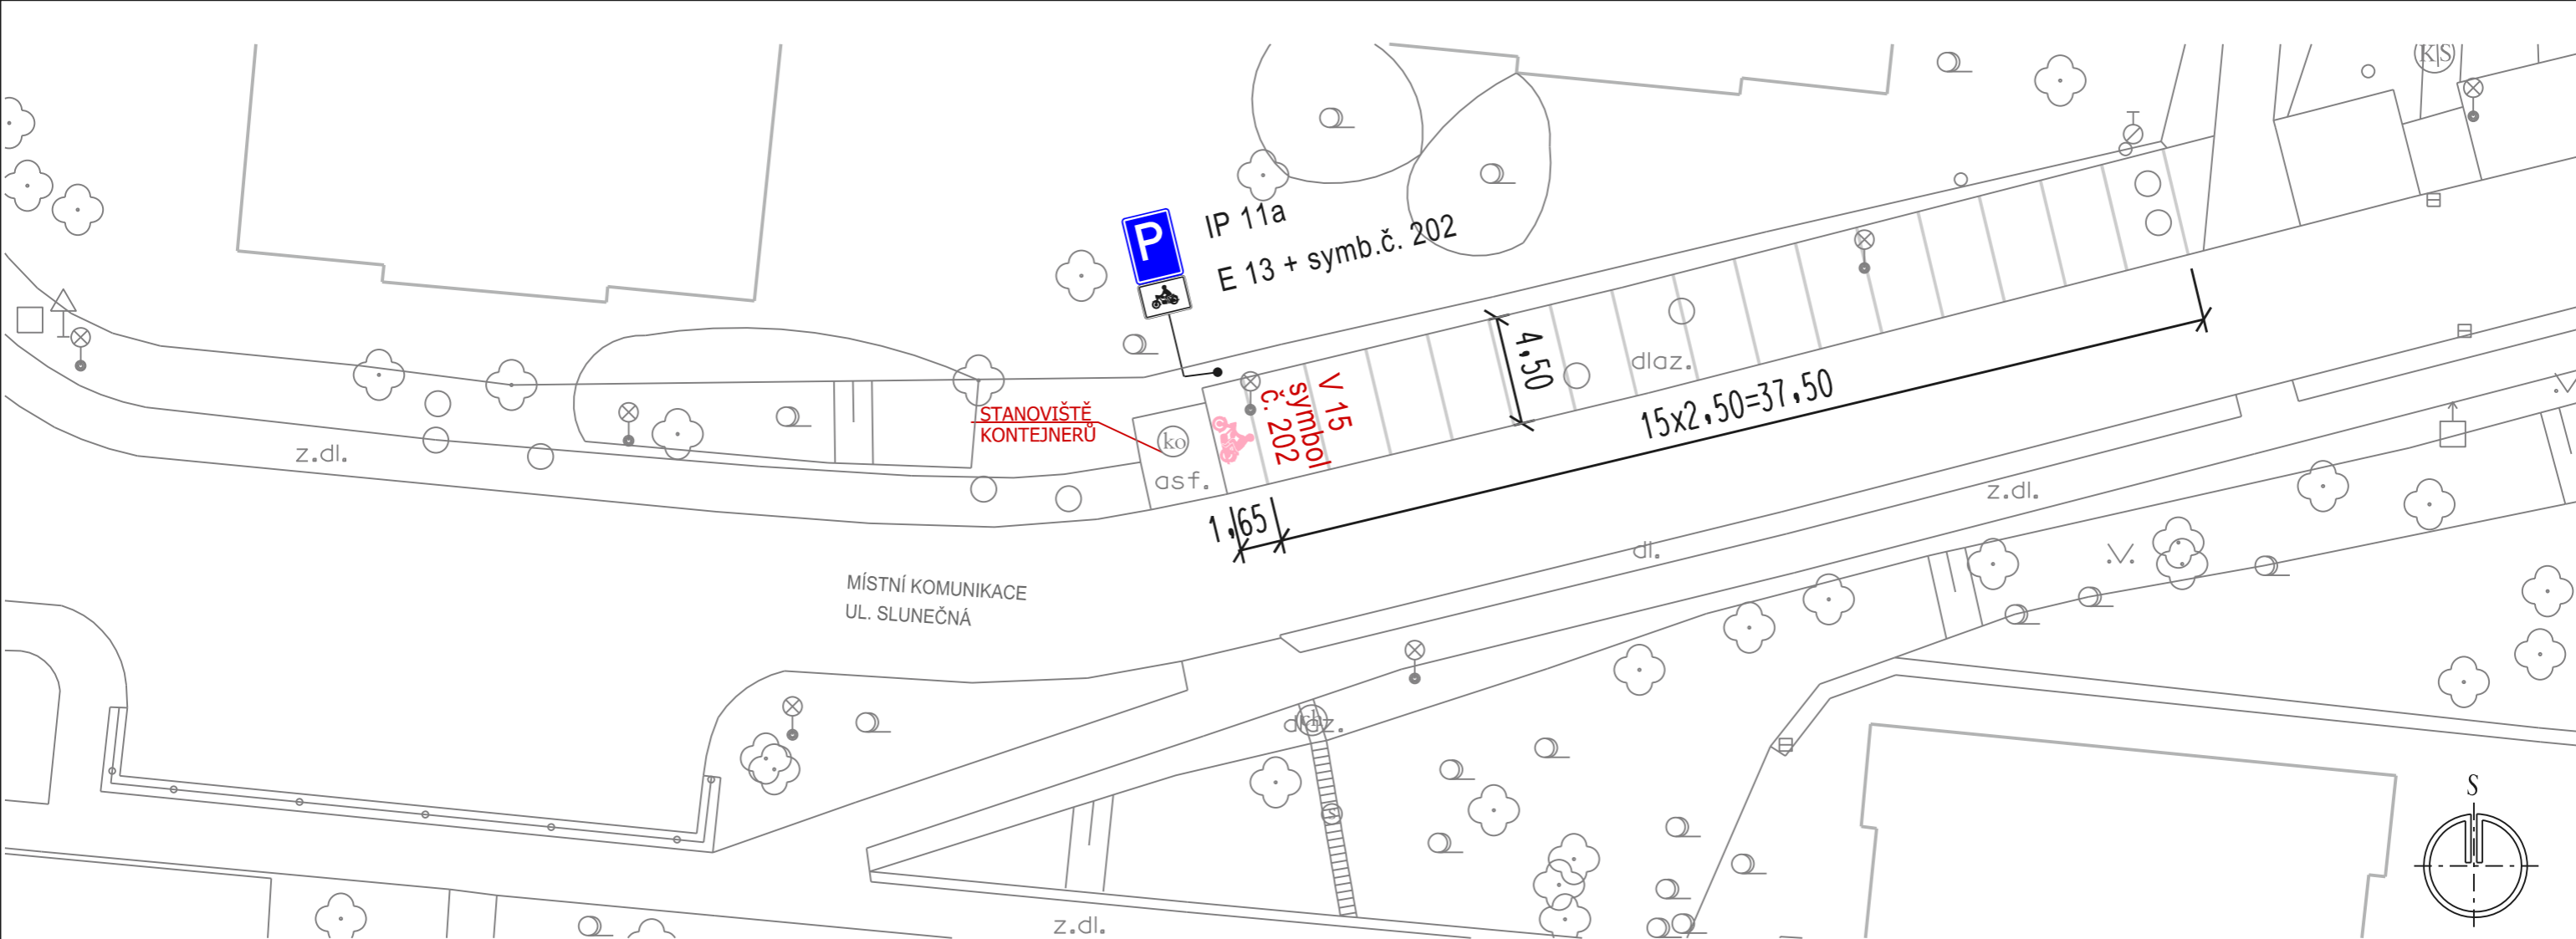 K|S
IP 11a
P
E 13 + symb.č. 202
4,50
dlaz.
15x2,50=37,50
V 15
symbol
č. 202
STANOVIŠTĚ
KONTEJNERŮ
ko
asf.
z.dl.
1,65
z.dl.
dl.
MÍSTNÍ KOMUNIKACE
UL. SLUNEČNÁ
dlaz.
S
z.dl.